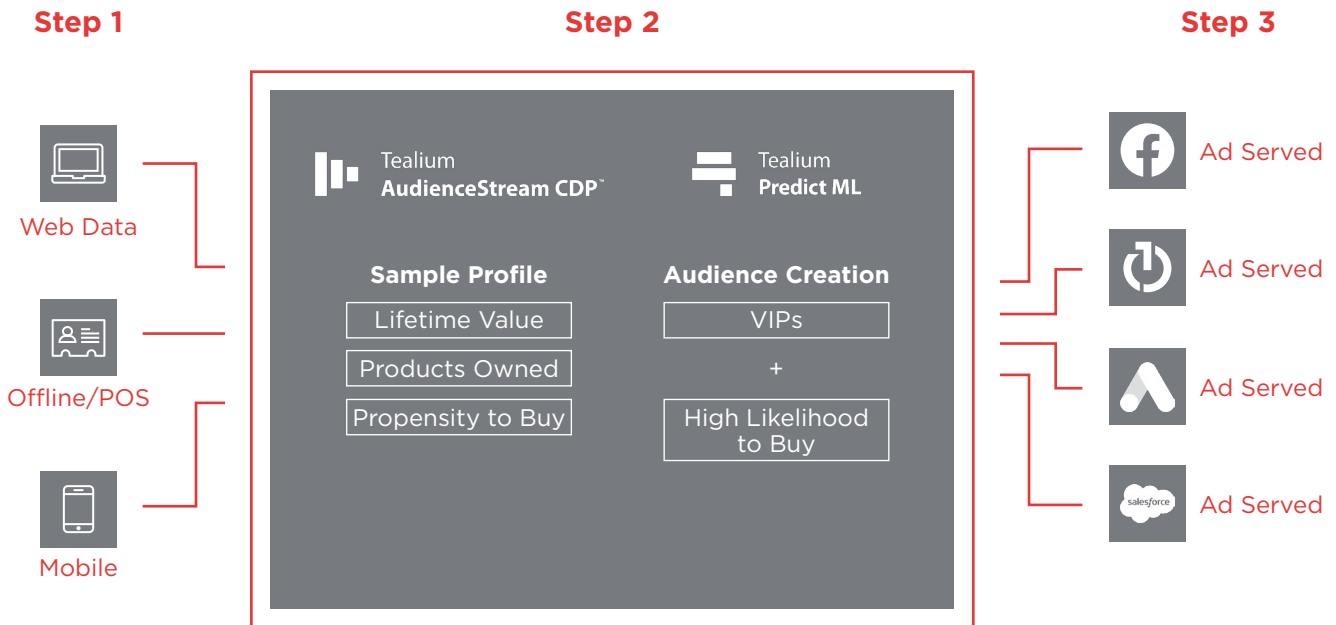 Step 1
Step 2
Step 3
Web Data
Offline/POS
Mobile
Tealium
AudienceStream CDP™
Tealium
Predict ML
Sample Profile
Lifetime Value
Products Owned
Propensity to Buy
Audience Creation
VIPs
+
High Likelihood
to Buy
Ad Served
Ad Served
Ad Served
salesforce
Ad Served